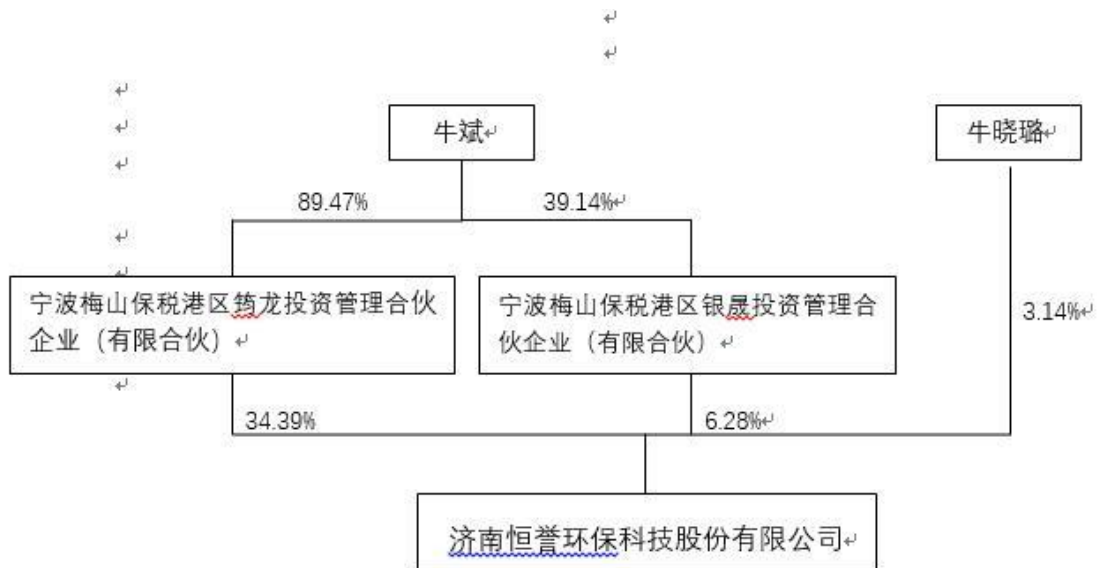 牛斌
牛晓璐
89.47%
39.14%
宁波梅山保税港区筠龙投资管理合伙
企业（有限合伙）
宁波梅山保税港区银晟投资管理合
伙企业（有限合伙）
3.14%
34.39%
6.28%
济南恒誉环保科技股份有限公司